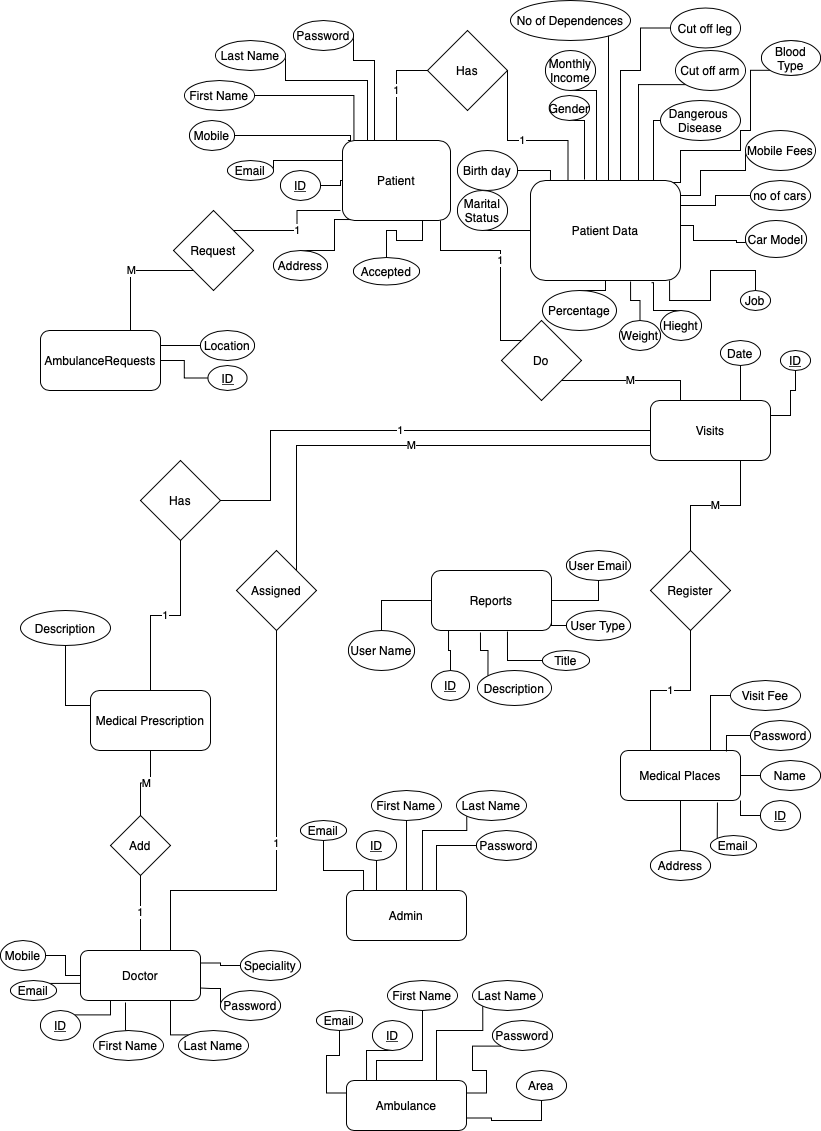 No of Dependences
Cut off leg
Password
Last Name
Has
Blood
Type
Monthly
Income
Cut off arm
First Name
1
Gender
Dangerous
Disease
Mobile
1
Mobile Fees
Email
ID
Patient
Birth day
no of cars
Marital
Status
Patient Data
Car Model
Request
1
Address
Accepted
1
M
Percentage
Job
Hieght
Weight
Location
AmbulanceRequests
ID
Do
Date
ID
M
1
Visits
M
Has
M
User Email
Assigned
Register
Reports
1
Description
User Type
User Name
Title
ID
Description
1
Visit Fee
Medical Prescription
Password
Medical Places
Name
M
First Name
Last Name
ID
Email
ID
Password
Email
Add
1
Address
1
Admin
Mobile
Doctor
Speciality
Email
Password
ID
First Name
Last Name
First Name
Last Name
Email
ID
Password
Area
Ambulance